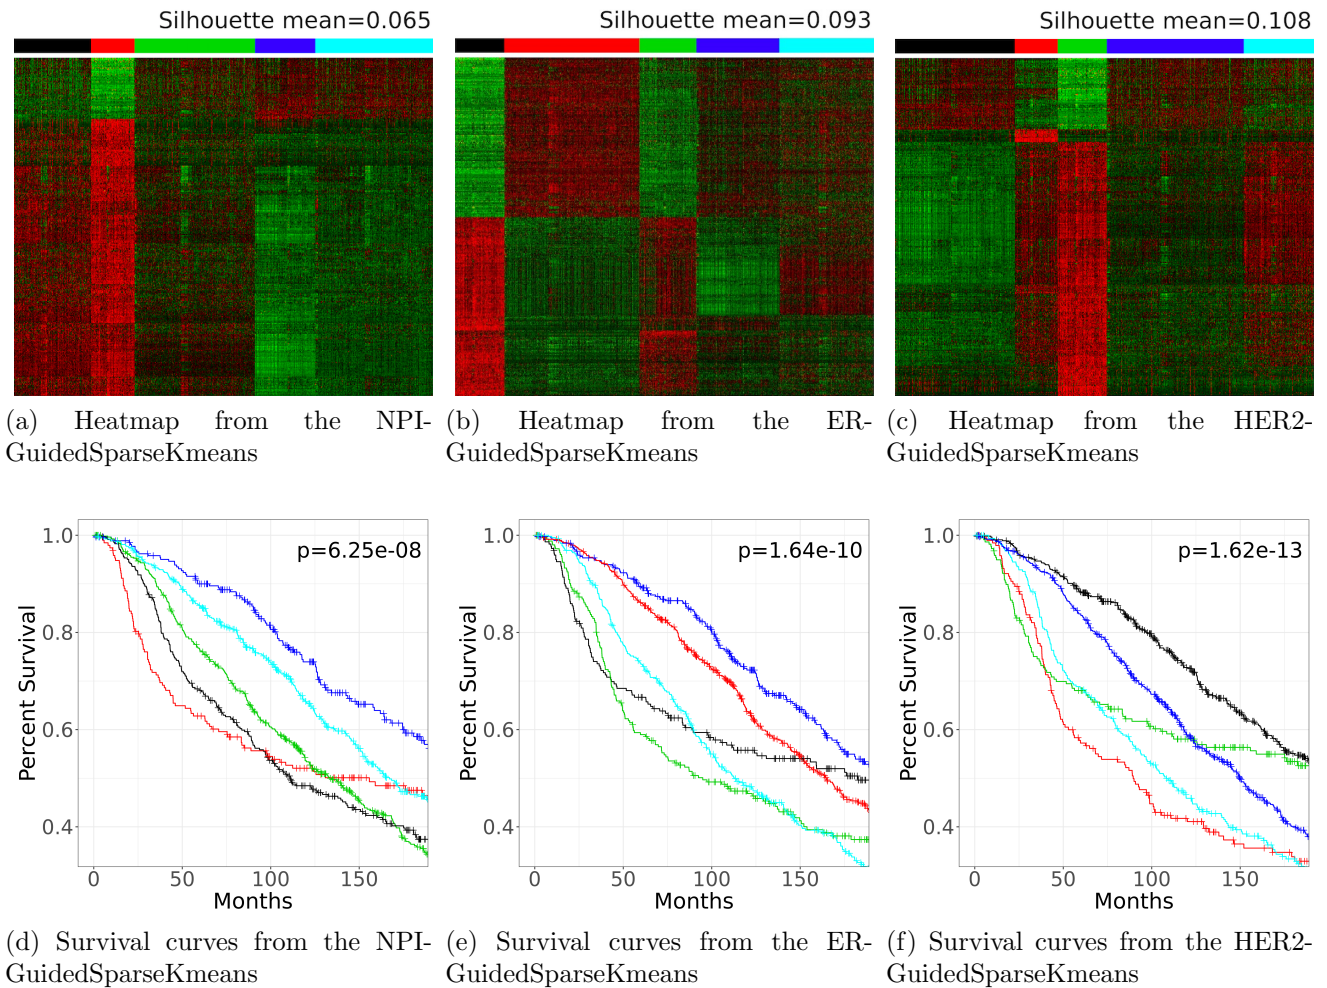 Silhouette mean=0.065
Silhouette mean=0.093
Silhouette mean=0.108
(a) Heatmap from the NPI-
GuidedSparseKmeans
(b) Heatmap from the ER-
GuidedSparseKmeans
(c) Heatmap from the HER2-
GuidedSparseKmeans
p=6.25e-08
1.0
0.8
0.6
0.4
Percent Survival
0
50
100
150
Months
p=1.64e-10
1.0
0.8
0.6
0.4
Percent Survival
0
50
100
150
Months
p=1.62e-13
1.0
0.8
0.6
0.4
Percent Survival
0
50
100
150
Months
(d) Survival curves from the NPI-
GuidedSparseKmeans
(e) Survival curves from the ER-
GuidedSparseKmeans
(f) Survival curves from the HER2-
GuidedSparseKmeans